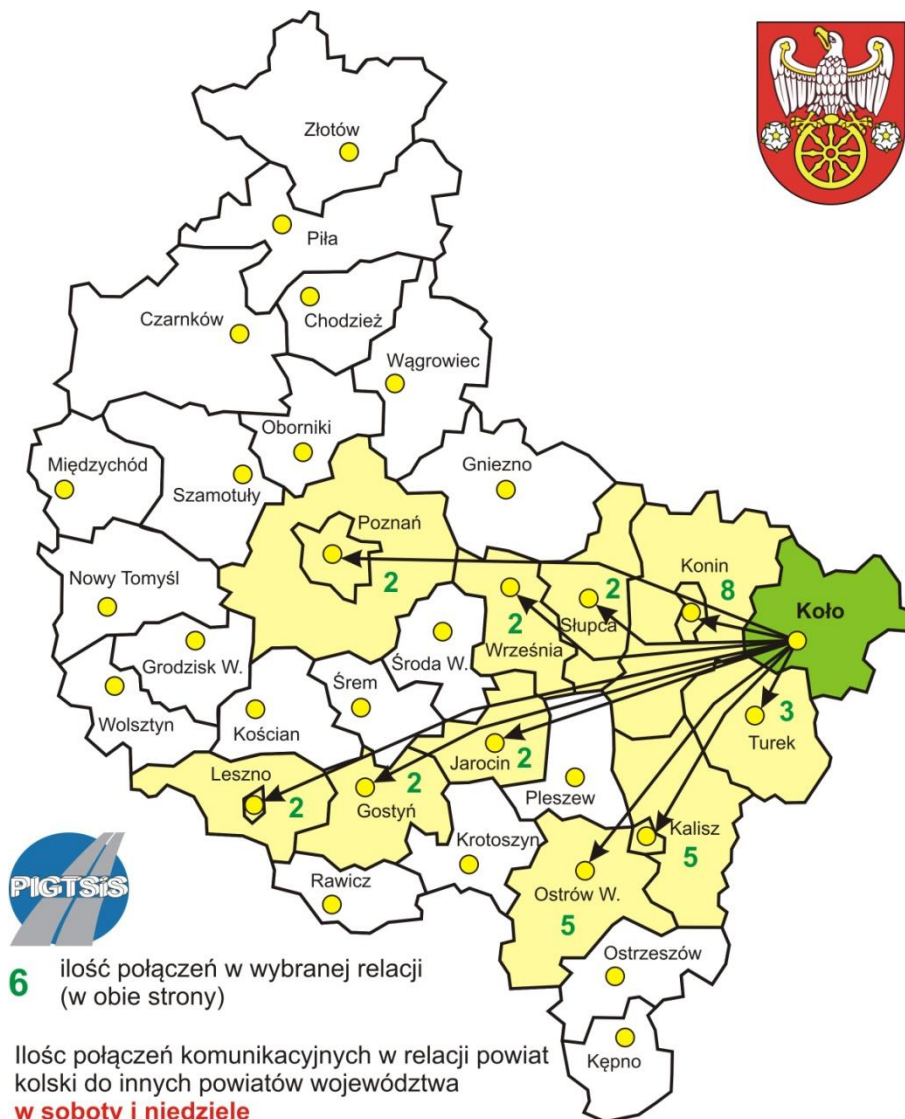 Złotów
Piła
Czarnków
Chodzież
Wągrowiec
Oborniki
Międzychód
Szamotuły
Gniezno
Poznań
2
Nowy Tomyśl
Konin
8
Koło
2
Słupca
2
Września
Grodzisk W.
Środa W.
Śrem
Wolsztyn
Kościan
3
Turek
Leszno
2
2
Gostyń
Jarocin
2
Pleszew
Kalisz
5
Krotoszyn
Rawicz
Ostrów W.
5
Ostrzeszów
Kępno
PIGTSiS
6 ilość połączeń w wybranej relacji
(w obie strony)
Ilośc połączeń komunikacyjnych w relacji powiat
kolski do innych powiatów województwa
w soboty i niedziele